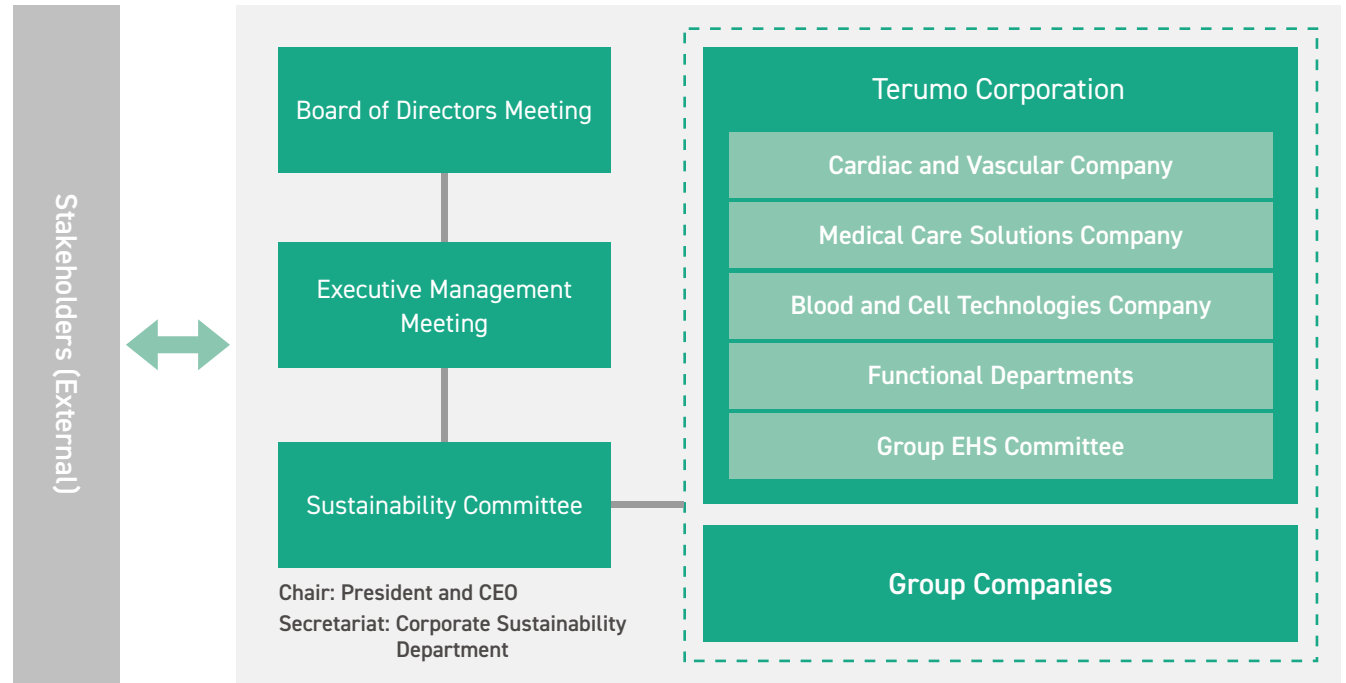 Stakeholders (External)
Board of Directors Meeting
Executive Management
Meeting
Sustainability Committee
Chair: President and CEO
Secretariat: Corporate Sustainability
Department
Terumo Corporation
Cardiac and Vascular Company
Medical Care Solutions Company
Blood and Cell Technologies Company
Functional Departments
Group EHS Committee
Group Companies